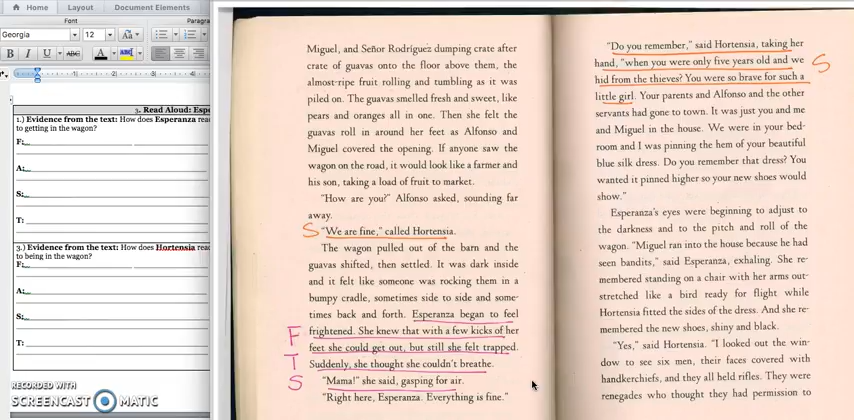 Home Layout Document Elements
Font Paragra
Georgia 12 Aa
B I U ABC A ABC
3. Read Aloud: Espe
1.) Evidence from the text: How does Esperanza rea
to getting in the wagon?
F:
A:
S:
T:
3.) Evidence from the text: How does Hortensia rea
to being in the wagon?
F:
A:
S:
T:
RECORDED WITH
SCREENCAST MATIC
Miguel, and Señor Rodríguez dumping crate after
crate of guavas onto the floor above them, the
almost-ripe fruit rolling and tumbling as it was
piled on. The guavas smelled fresh and sweet, like
pears and oranges all in one. Then she felt the
guavas roll in around her feet as Alfonso and
Miguel covered the opening. If anyone saw the
wagon on the road, it would look like a farmer and
his son, taking a load of fruit to market.
"How are you?" Alfonso asked, sounding far
away.
S "We are fine," called Hortensia.
The wagon pulled out of the barn and the
guavas shifted, then settled. It was dark inside
and it felt like someone was rocking them in a
bumpy cradle, sometimes side to side and some-
times back and forth. Esperanza began to feel
F frightened. She knew that with a few kicks of her
feet she could get out, but still she felt trapped.
T Suddenly, she thought she couldn't breathe.
S "Mama!" she said, gasping for air.
"Right here, Esperanza. Everything is fine."
"Do you remember," said Hortensia, taking her
hand, "when you were only five years old and we S
hid from the thieves? You were so brave for such a
little girl. Your parents and Alfonso and the other
servants had gone to town. It was just you and me
and Miguel in the house. We were in your bed-
room and I was pinning the hem of your beautiful
blue silk dress. Do you remember that dress? You
wanted it pinned higher so your new shoes would
show."
Esperanza's eyes were beginning to adjust to
the darkness and to the pitch and roll of the
wagon. "Miguel ran into the house because he had
seen bandits," said Esperanza, exhaling. She re-
membered standing on a chair with her arms out-
stretched like a bird ready for flight while
Hortensia fitted the sides of the dress. And she re-
membered the new shoes, shiny and black.
"Yes," said Hortensia. "I looked out the win-
dow to see six men, their faces covered with
handkerchiefs, and they all held rifles. They were
renegades who thought they had permission to